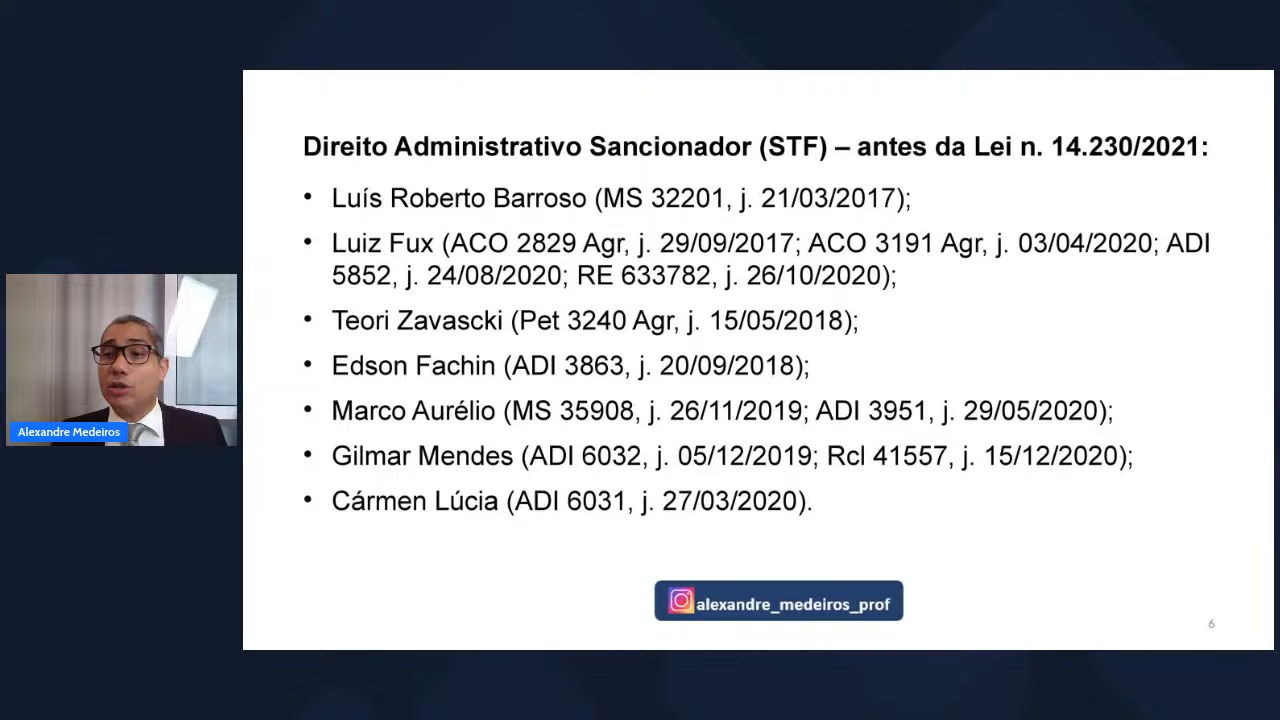 Direito Administrativo Sancionador (STF) – antes da Lei n. 14.230/2021:
• Luís Roberto Barroso (MS 32201, j. 21/03/2017);
• Luiz Fux (ACO 2829 Agr, j. 29/09/2017; ACO 3191 Agr, j. 03/04/2020; ADI
5852, j. 24/08/2020; RE 633782, j. 26/10/2020);
• Teori Zavascki (Pet 3240 Agr, j. 15/05/2018);
• Edson Fachin (ADI 3863, j. 20/09/2018);
• Marco Aurélio (MS 35908, j. 26/11/2019; ADI 3951, j. 29/05/2020);
• Gilmar Mendes (ADI 6032, j. 05/12/2019; Rcl 41557, j. 15/12/2020);
• Cármen Lúcia (ADI 6031, j. 27/03/2020).
Alexandre Medeiros
alexandre_medeiros_prof
6